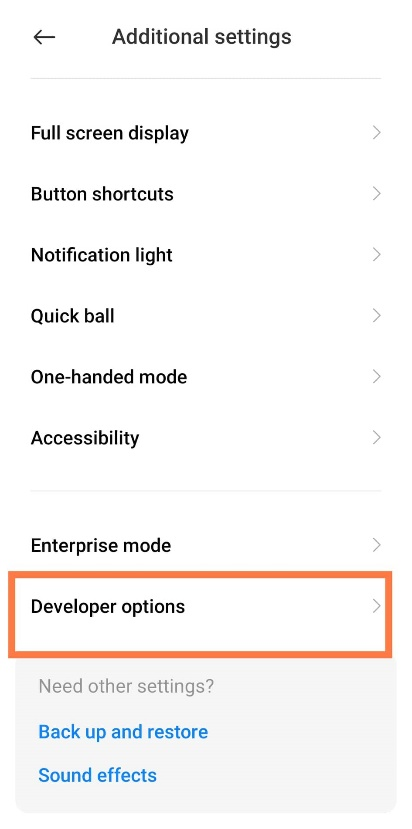 Additional settings
Full screen display
Button shortcuts
Notification light
Quick ball
One-handed mode
Accessibility
Enterprise mode
Developer options
Need other settings?
Back up and restore
Sound effects